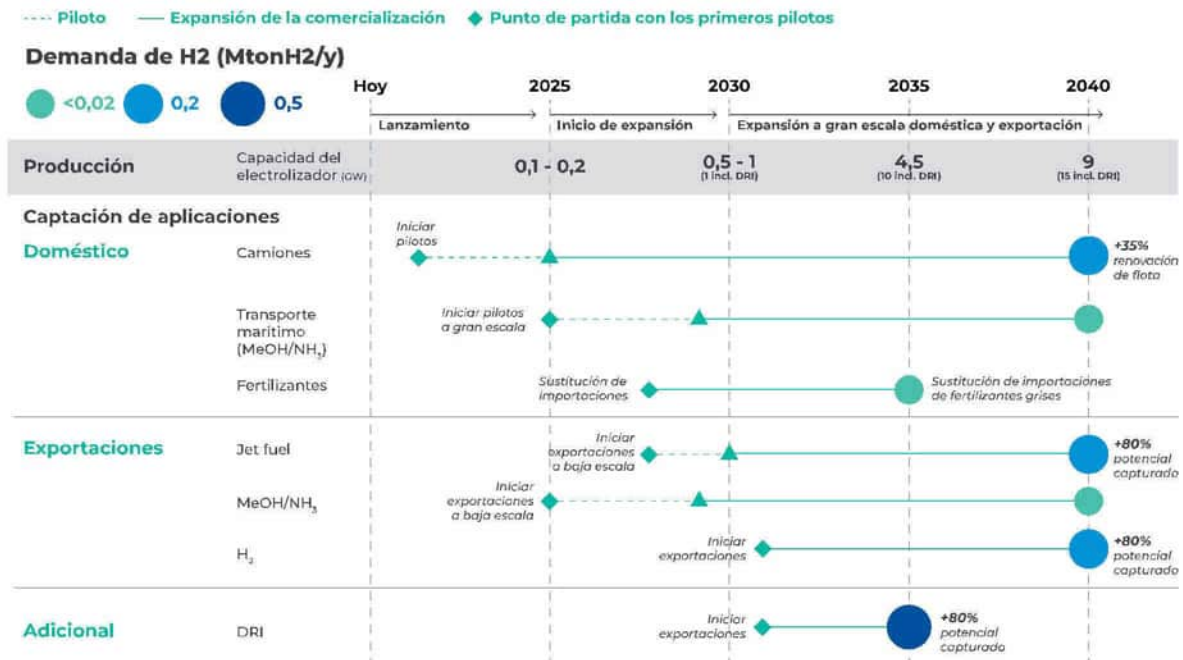 Piloto
Expansión de la comercialización
Punto de partida con los primeros pilotos
Demanda de H2 (MtonH2/y)
<0,02
0,2
0,5
Hoy
2025
2030
2035
2040
Lanzamiento
Inicio de expansión
Expansión a gran escala doméstica y exportación
Producción
Capacidad del
electrolizador (GW)
0,1 - 0,2
0,5 - 1
(1 incl. DRI)
4,5
(10 incl. DRI)
9
(15 incl. DRI)
Captación de aplicaciones
Doméstico
Camiones
Iniciar
pilotos
+35%
renovación
de flota
Transporte
marítimo
(MeOH/NH₃)
Iniciar pilotos
a gran escala
Fertilizantes
Sustitución de
importaciones
Sustitución de importaciones
de fertilizantes grises
Exportaciones
Jet fuel
Iniciar
exportaciones
a baja escala
+80%
potencial
capturado
MeOH/NH₃
Iniciar
exportaciones
a baja escala
H₂
Iniciar
exportaciones
+80%
potencial
capturado
Adicional
DRI
Iniciar
exportaciones
+80%
potencial
capturado